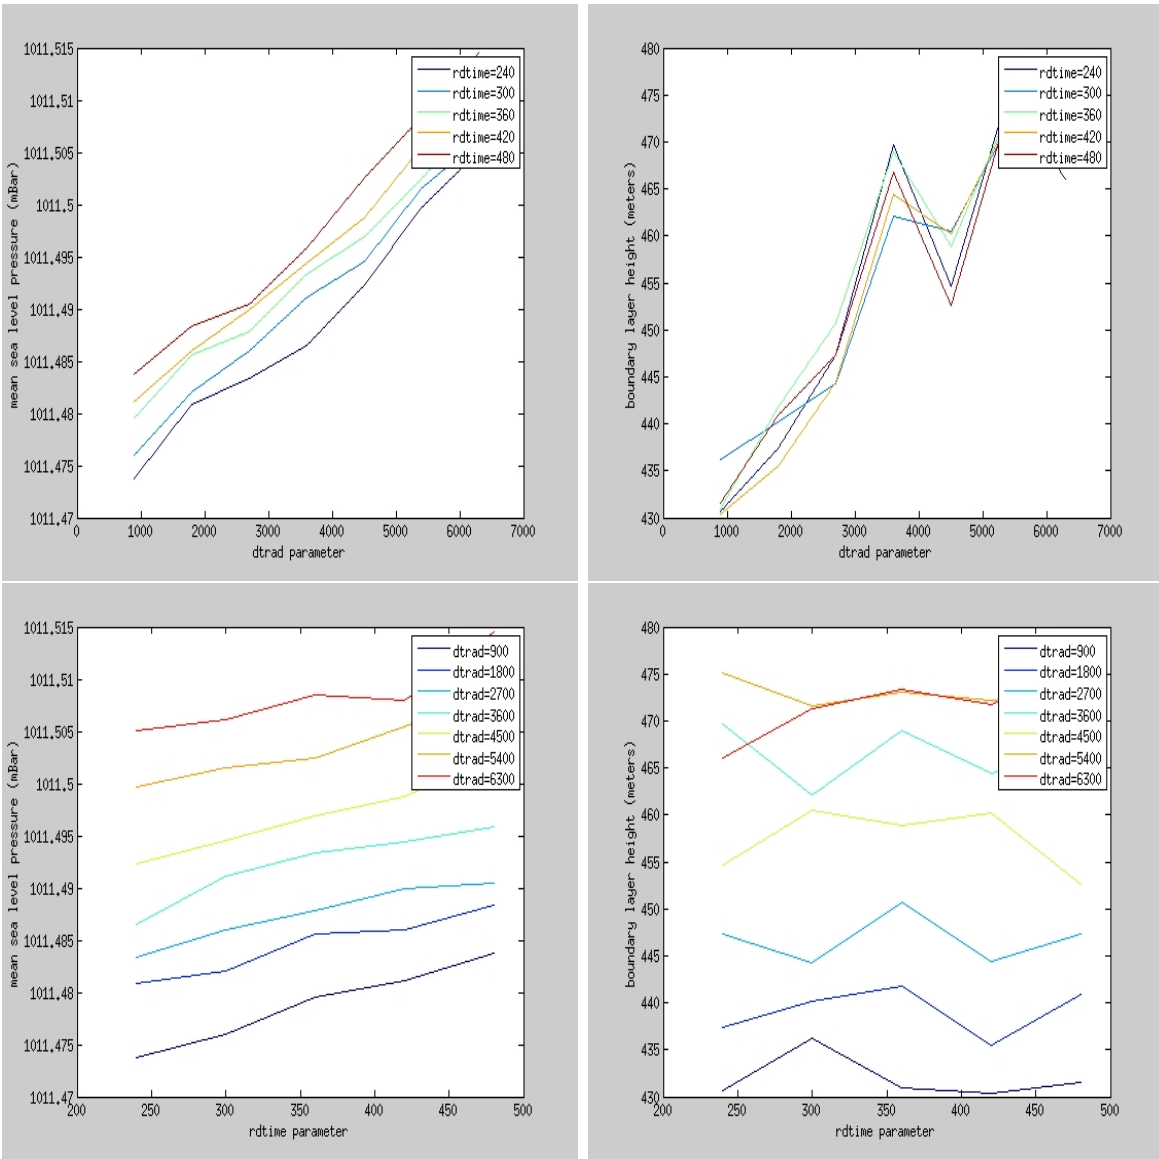 1011.515
1011.51
1011.505
1011.5
1011.495
1011.49
1011.485
1011.48
1011.475
1011.47
mean sea level pressure (mBar)
0 1000 2000 3000 4000 5000 6000 7000
dtrad parameter
rdtime=240
rdtime=300
rdtime=360
rdtime=420
rdtime=480
480
475
470
465
460
455
450
445
440
435
430
boundary layer height (meters)
0 1000 2000 3000 4000 5000 6000 7000
dtrad parameter
rdtime=240
rdtime=300
rdtime=360
rdtime=420
rdtime=480
1011.515
1011.51
1011.505
1011.5
1011.495
1011.49
1011.485
1011.48
1011.475
1011.47
mean sea level pressure (mBar)
200 250 300 350 400 450 500
rdtime parameter
dtrad=900
dtrad=1800
dtrad=2700
dtrad=3600
dtrad=4500
dtrad=5400
dtrad=6300
480
475
470
465
460
455
450
445
440
435
430
boundary layer height (meters)
200 250 300 350 400 450 500
rdtime parameter
dtrad=900
dtrad=1800
dtrad=2700
dtrad=3600
dtrad=4500
dtrad=5400
dtrad=6300